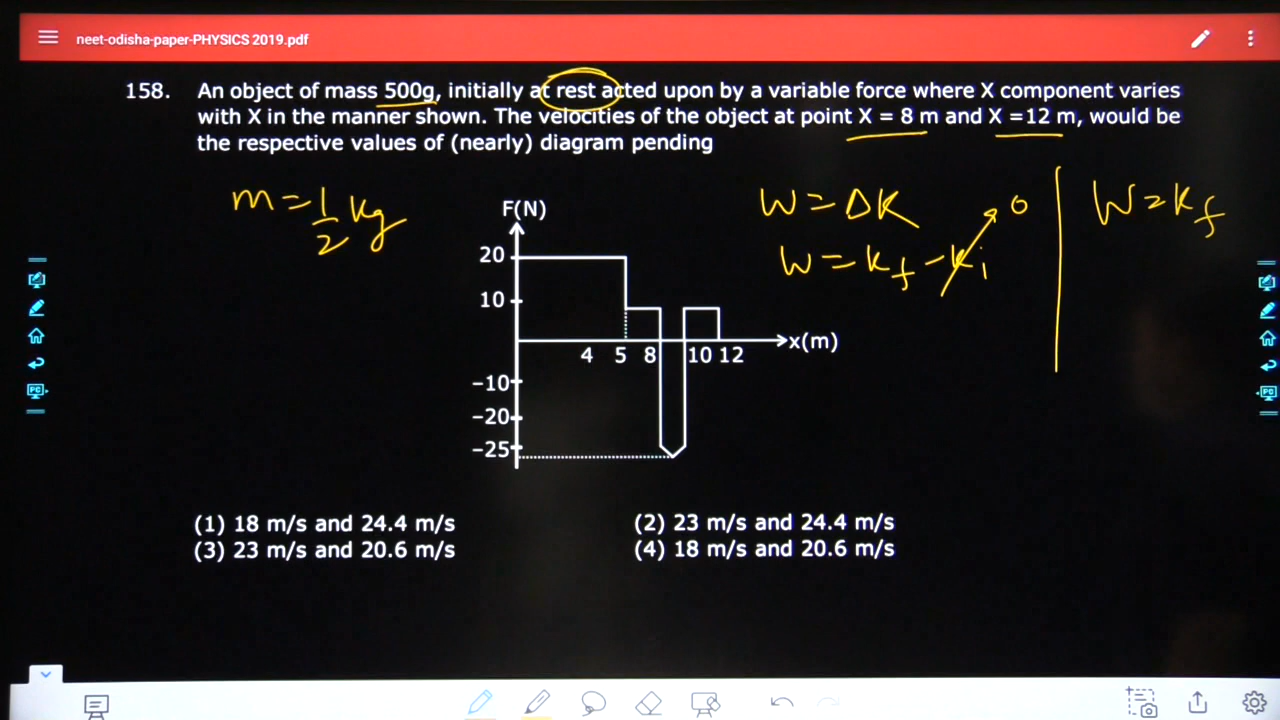 neet-odisha-paper-PHYSICS 2019.pdf
158. An object of mass 500g, initially at rest acted upon by a variable force where X component varies
with X in the manner shown. The velocities of the object at point X = 8 m and X =12 m, would be
the respective values of (nearly) diagram pending
m = 1/2 kg
W = ΔK
W = Kf - Ki 0
W = Kf
F(N)
20
10
4 5 8 10 12 x(m)
-10
-20
-25
(1) 18 m/s and 24.4 m/s (2) 23 m/s and 24.4 m/s
(3) 23 m/s and 20.6 m/s (4) 18 m/s and 20.6 m/s
PC PC